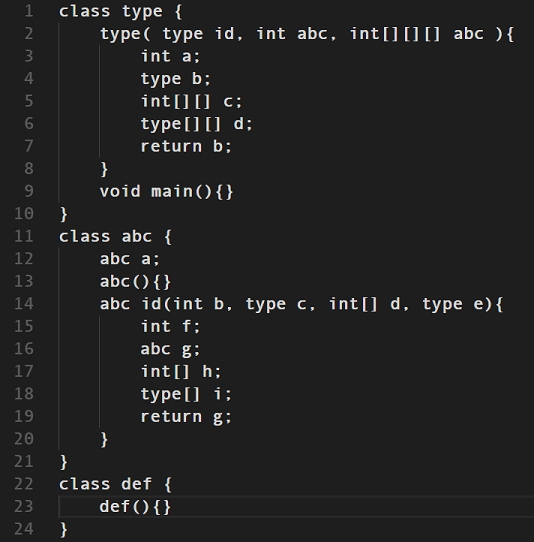 1 class type {
2 type( type id, int abc, int[][][] abc ){
3 int a;
4 type b;
5 int[][] c;
6 type[][] d;
7 return b;
8 }
9 void main(){}
10 }
11 class abc {
12 abc a;
13 abc(){}
14 abc id(int b, type c, int[] d, type e){
15 int f;
16 abc g;
17 int[] h;
18 type[] i;
19 return g;
20 }
21 }
22 class def {
23 def(){}
24 }